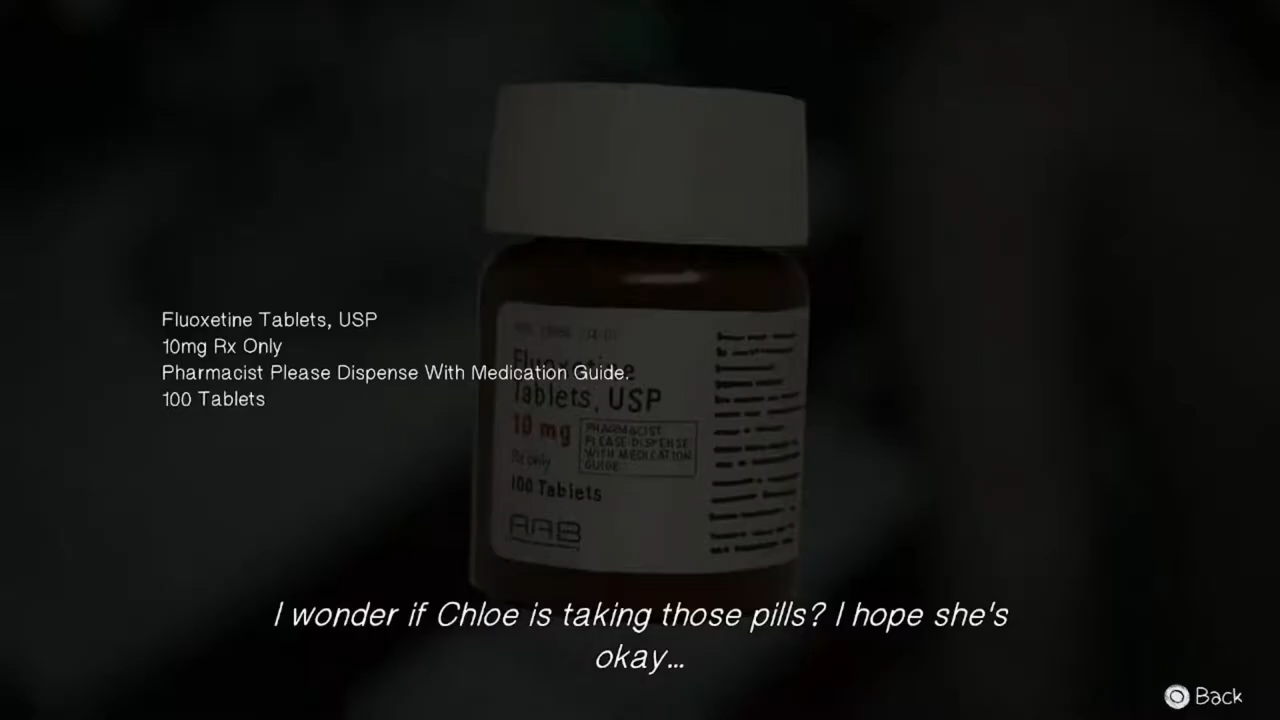 Fluoxetine Tablets, USP
10mg Rx Only
Pharmacist Please Dispense With Medication Guide.
100 Tablets
Fluoxetine
Tablets, USP
10 mg
PHARMACIST
PLEASE DISPENSE
WITH MEDICATION
GUIDE
Rx only
100 Tablets
AAB
I wonder if Chloe is taking those pills? I hope she's
okay...
Back